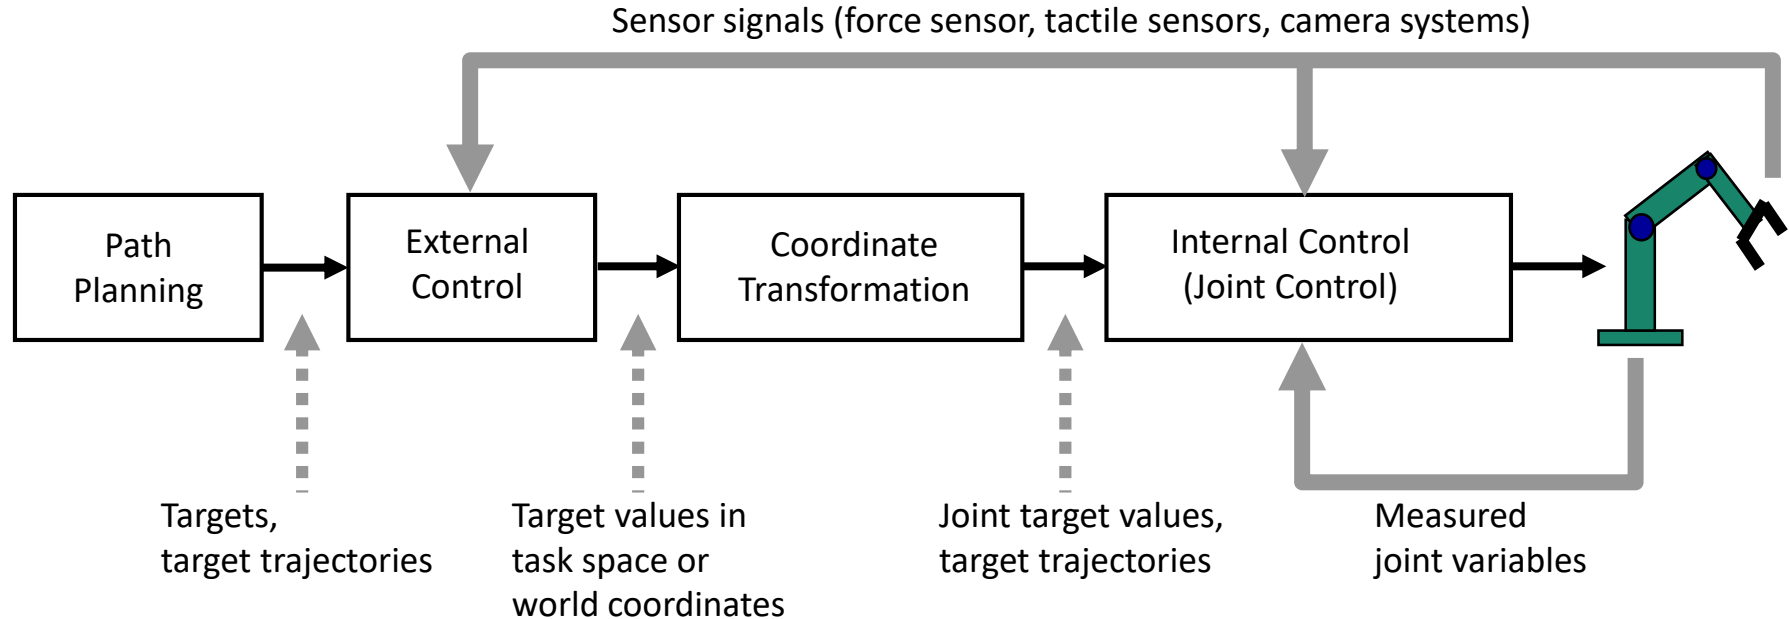 Sensor signals (force sensor, tactile sensors, camera systems)
Path
Planning
External
Control
Coordinate
Transformation
Internal Control
(Joint Control)
Targets,
target trajectories
Target values in
task space or
world coordinates
Joint target values,
target trajectories
Measured
joint variables